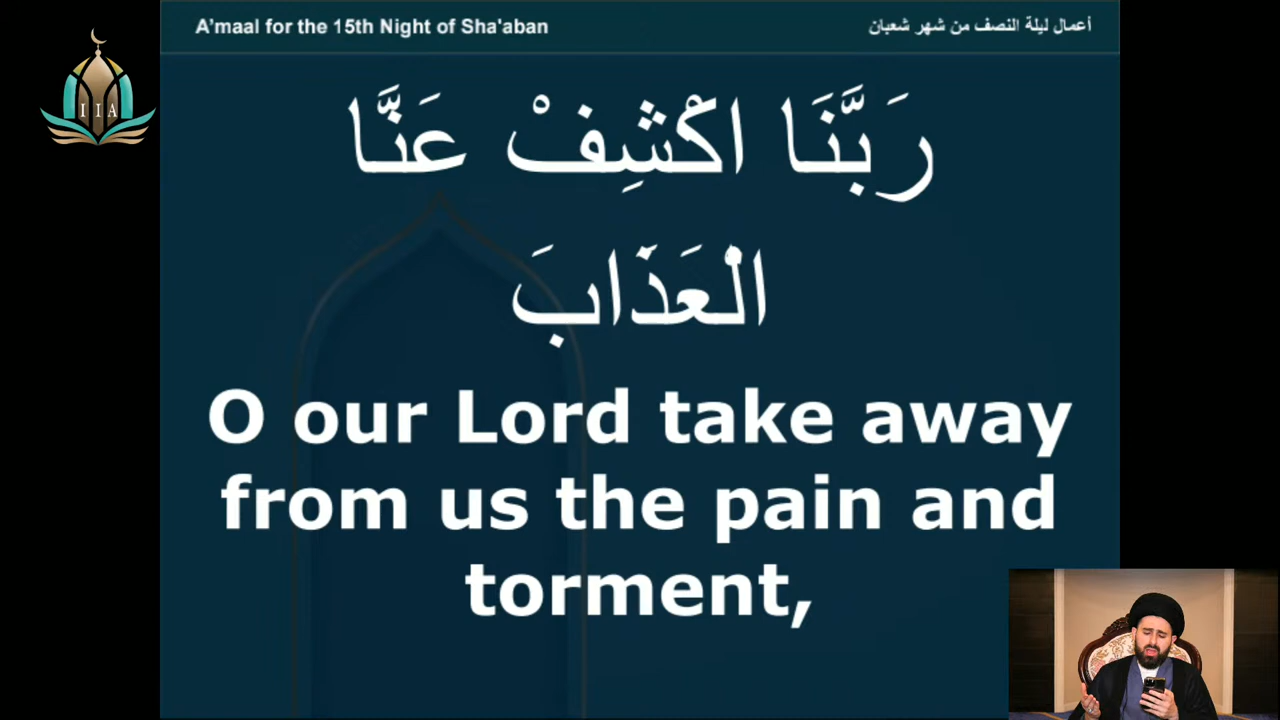 A'maal for the 15th Night of Sha'aban
أعمال ليلة النصف من شهر شعبان
IIA
رَبَّنَا اكْشِفْ عَنَّا
الْعَذَابَ
O our Lord take away
from us the pain and
torment,